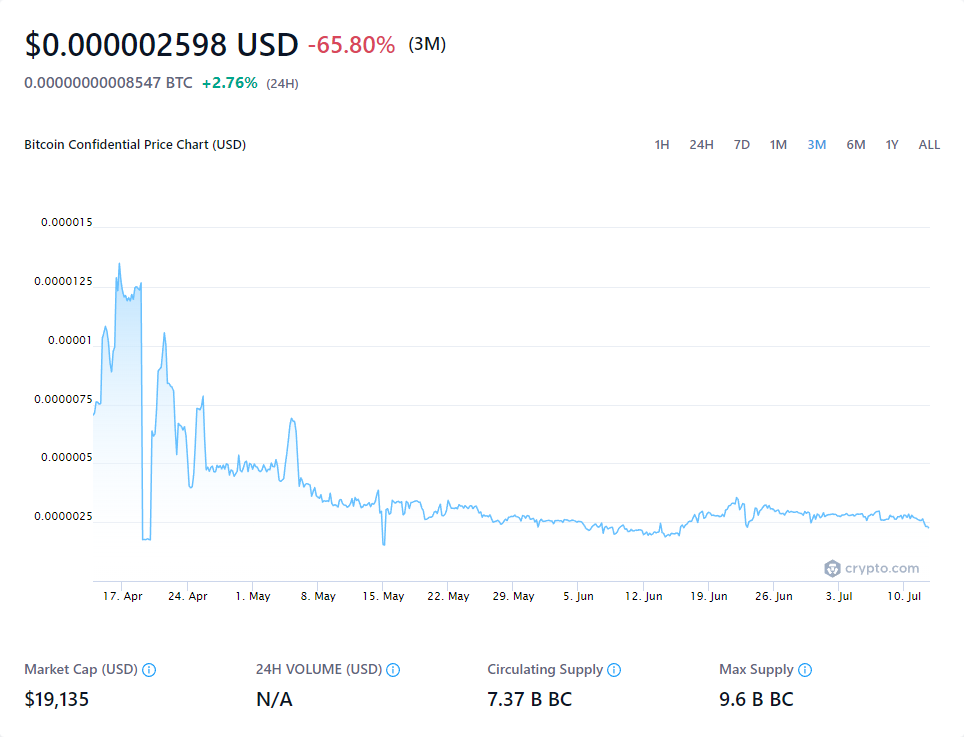 $0.000002598 USD -65.80% (3M)
0.00000000008547 BTC +2.76% (24H)
Bitcoin Confidential Price Chart (USD) 1H 24H 7D 1M 3M 6M 1Y ALL
0.000015
0.0000125
0.00001
0.0000075
0.000005
0.0000025
crypto.com
17. Apr 24. Apr 1. May 8. May 15. May 22. May 29. May 5. Jun 12. Jun 19. Jun 26. Jun 3. Jul 10. Jul
Market Cap (USD) 24H VOLUME (USD) Circulating Supply Max Supply
$19,135 N/A 7.37 B BC 9.6 B BC